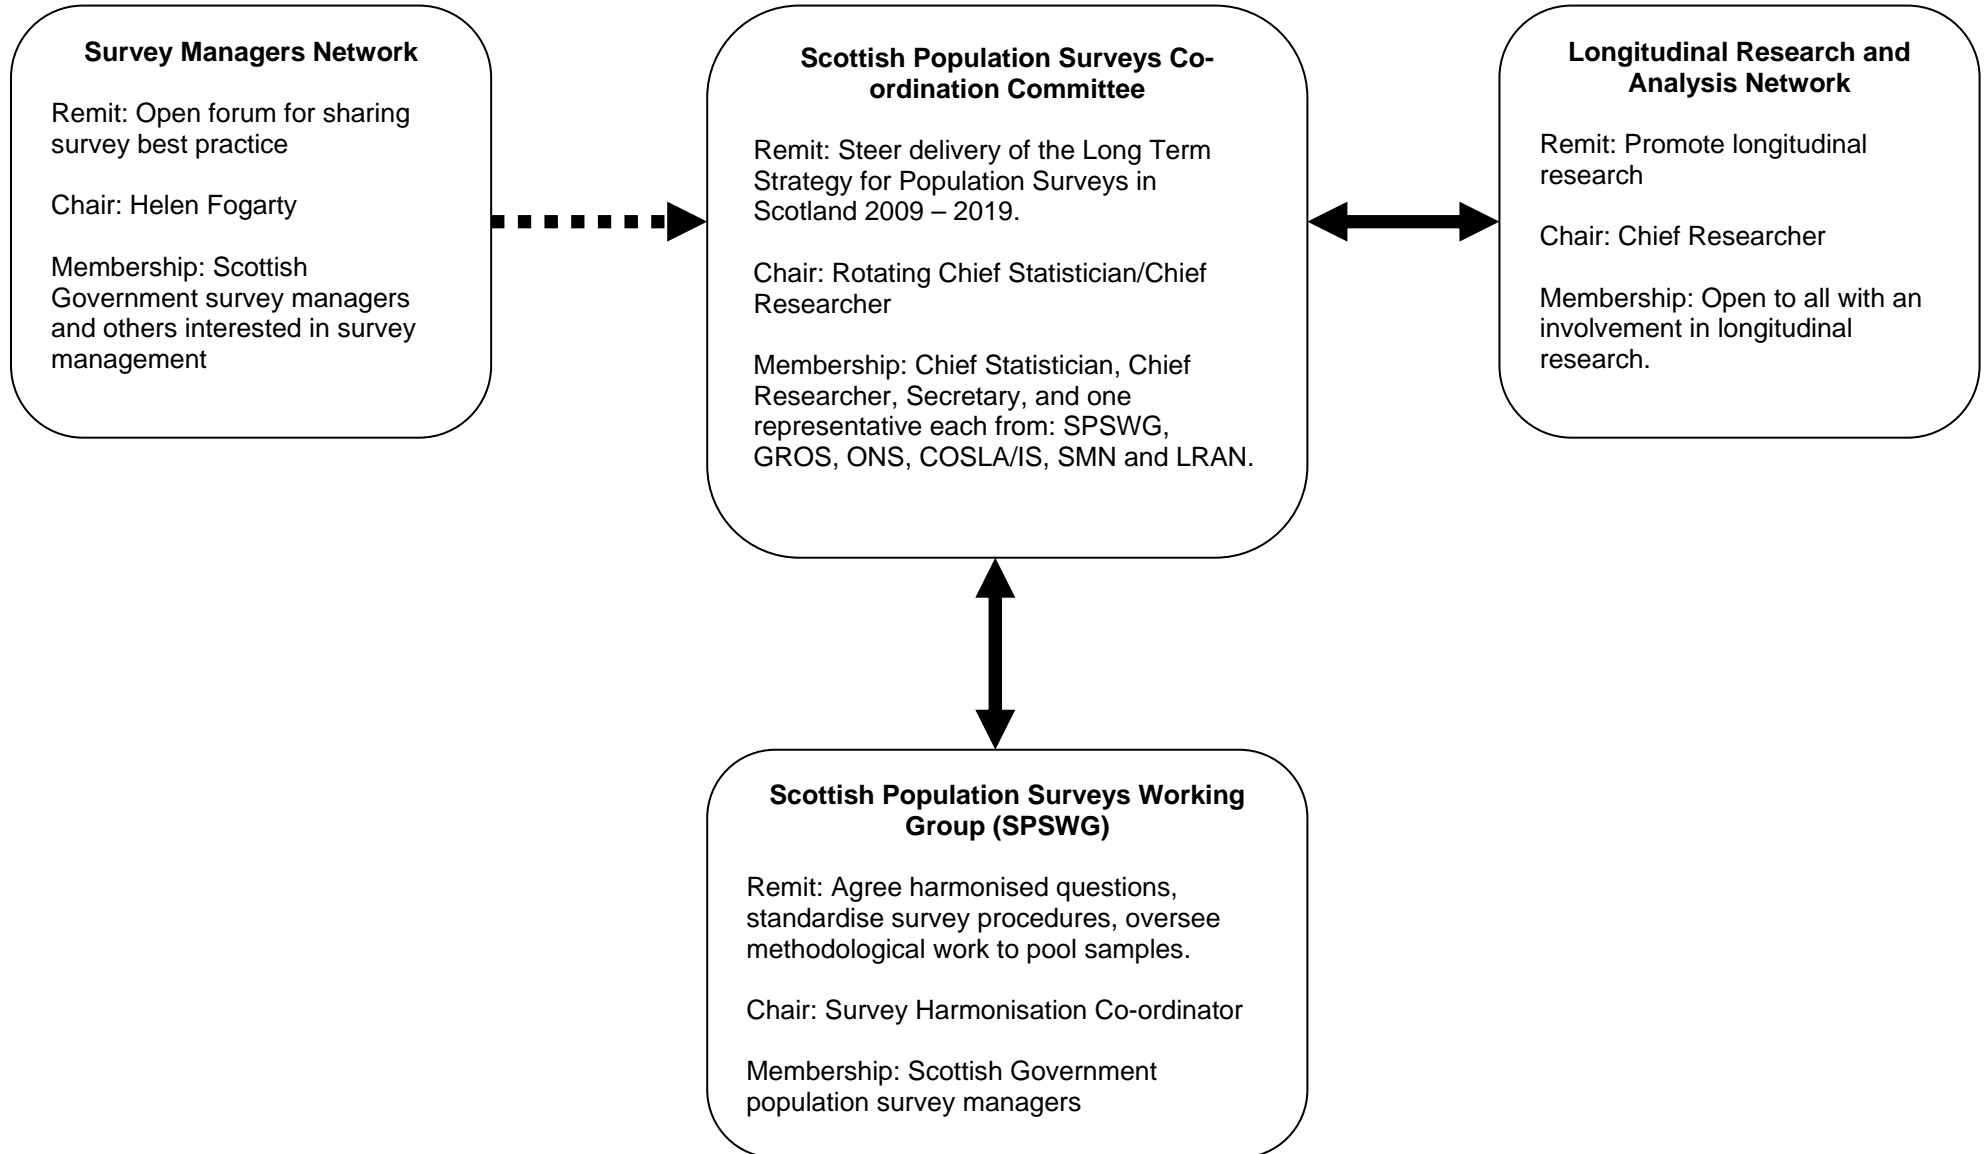 Survey Managers Network
Remit: Open forum for sharing
survey best practice
Chair: Helen Fogarty
Membership: Scottish
Government survey managers
and others interested in survey
management
Scottish Population Surveys Co-
ordination Committee
Remit: Steer delivery of the Long Term
Strategy for Population Surveys in
Scotland 2009 – 2019.
Chair: Rotating Chief Statistician/Chief
Researcher
Membership: Chief Statistician, Chief
Researcher, Secretary, and one
representative each from: SPSWG,
GROS, ONS, COSLA/IS, SMN and LRAN.
Longitudinal Research and
Analysis Network
Remit: Promote longitudinal
research
Chair: Chief Researcher
Membership: Open to all with an
involvement in longitudinal
research.
Scottish Population Surveys Working
Group (SPSWG)
Remit: Agree harmonised questions,
standardise survey procedures, oversee
methodological work to pool samples.
Chair: Survey Harmonisation Co-ordinator
Membership: Scottish Government
population survey managers